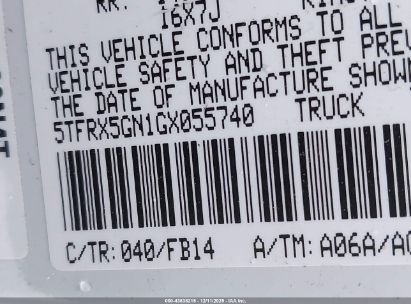 RR:
16X7J
THIS VEHICLE CONFORMS TO ALL
VEHICLE SAFETY AND THEFT PREV
THE DATE OF MANUFACTURE SHOWN
5TFRX5GN1GX055740 TRUCK
C/TR: 040/FB14 A/TM: A06A/A